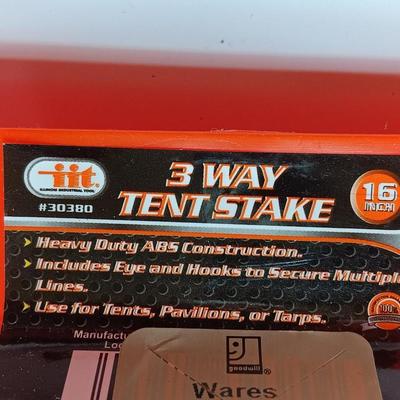 iit
ILLINOIS INDUSTRIAL TOOL
#30380
3 WAY
TENT STAKE
16
INCH
Heavy Duty ABS Construction.
Includes Eye and Hooks to Secure Multiple
Lines.
Use for Tents, Pavilions, or Tarps.
100%
goodwill
Wares